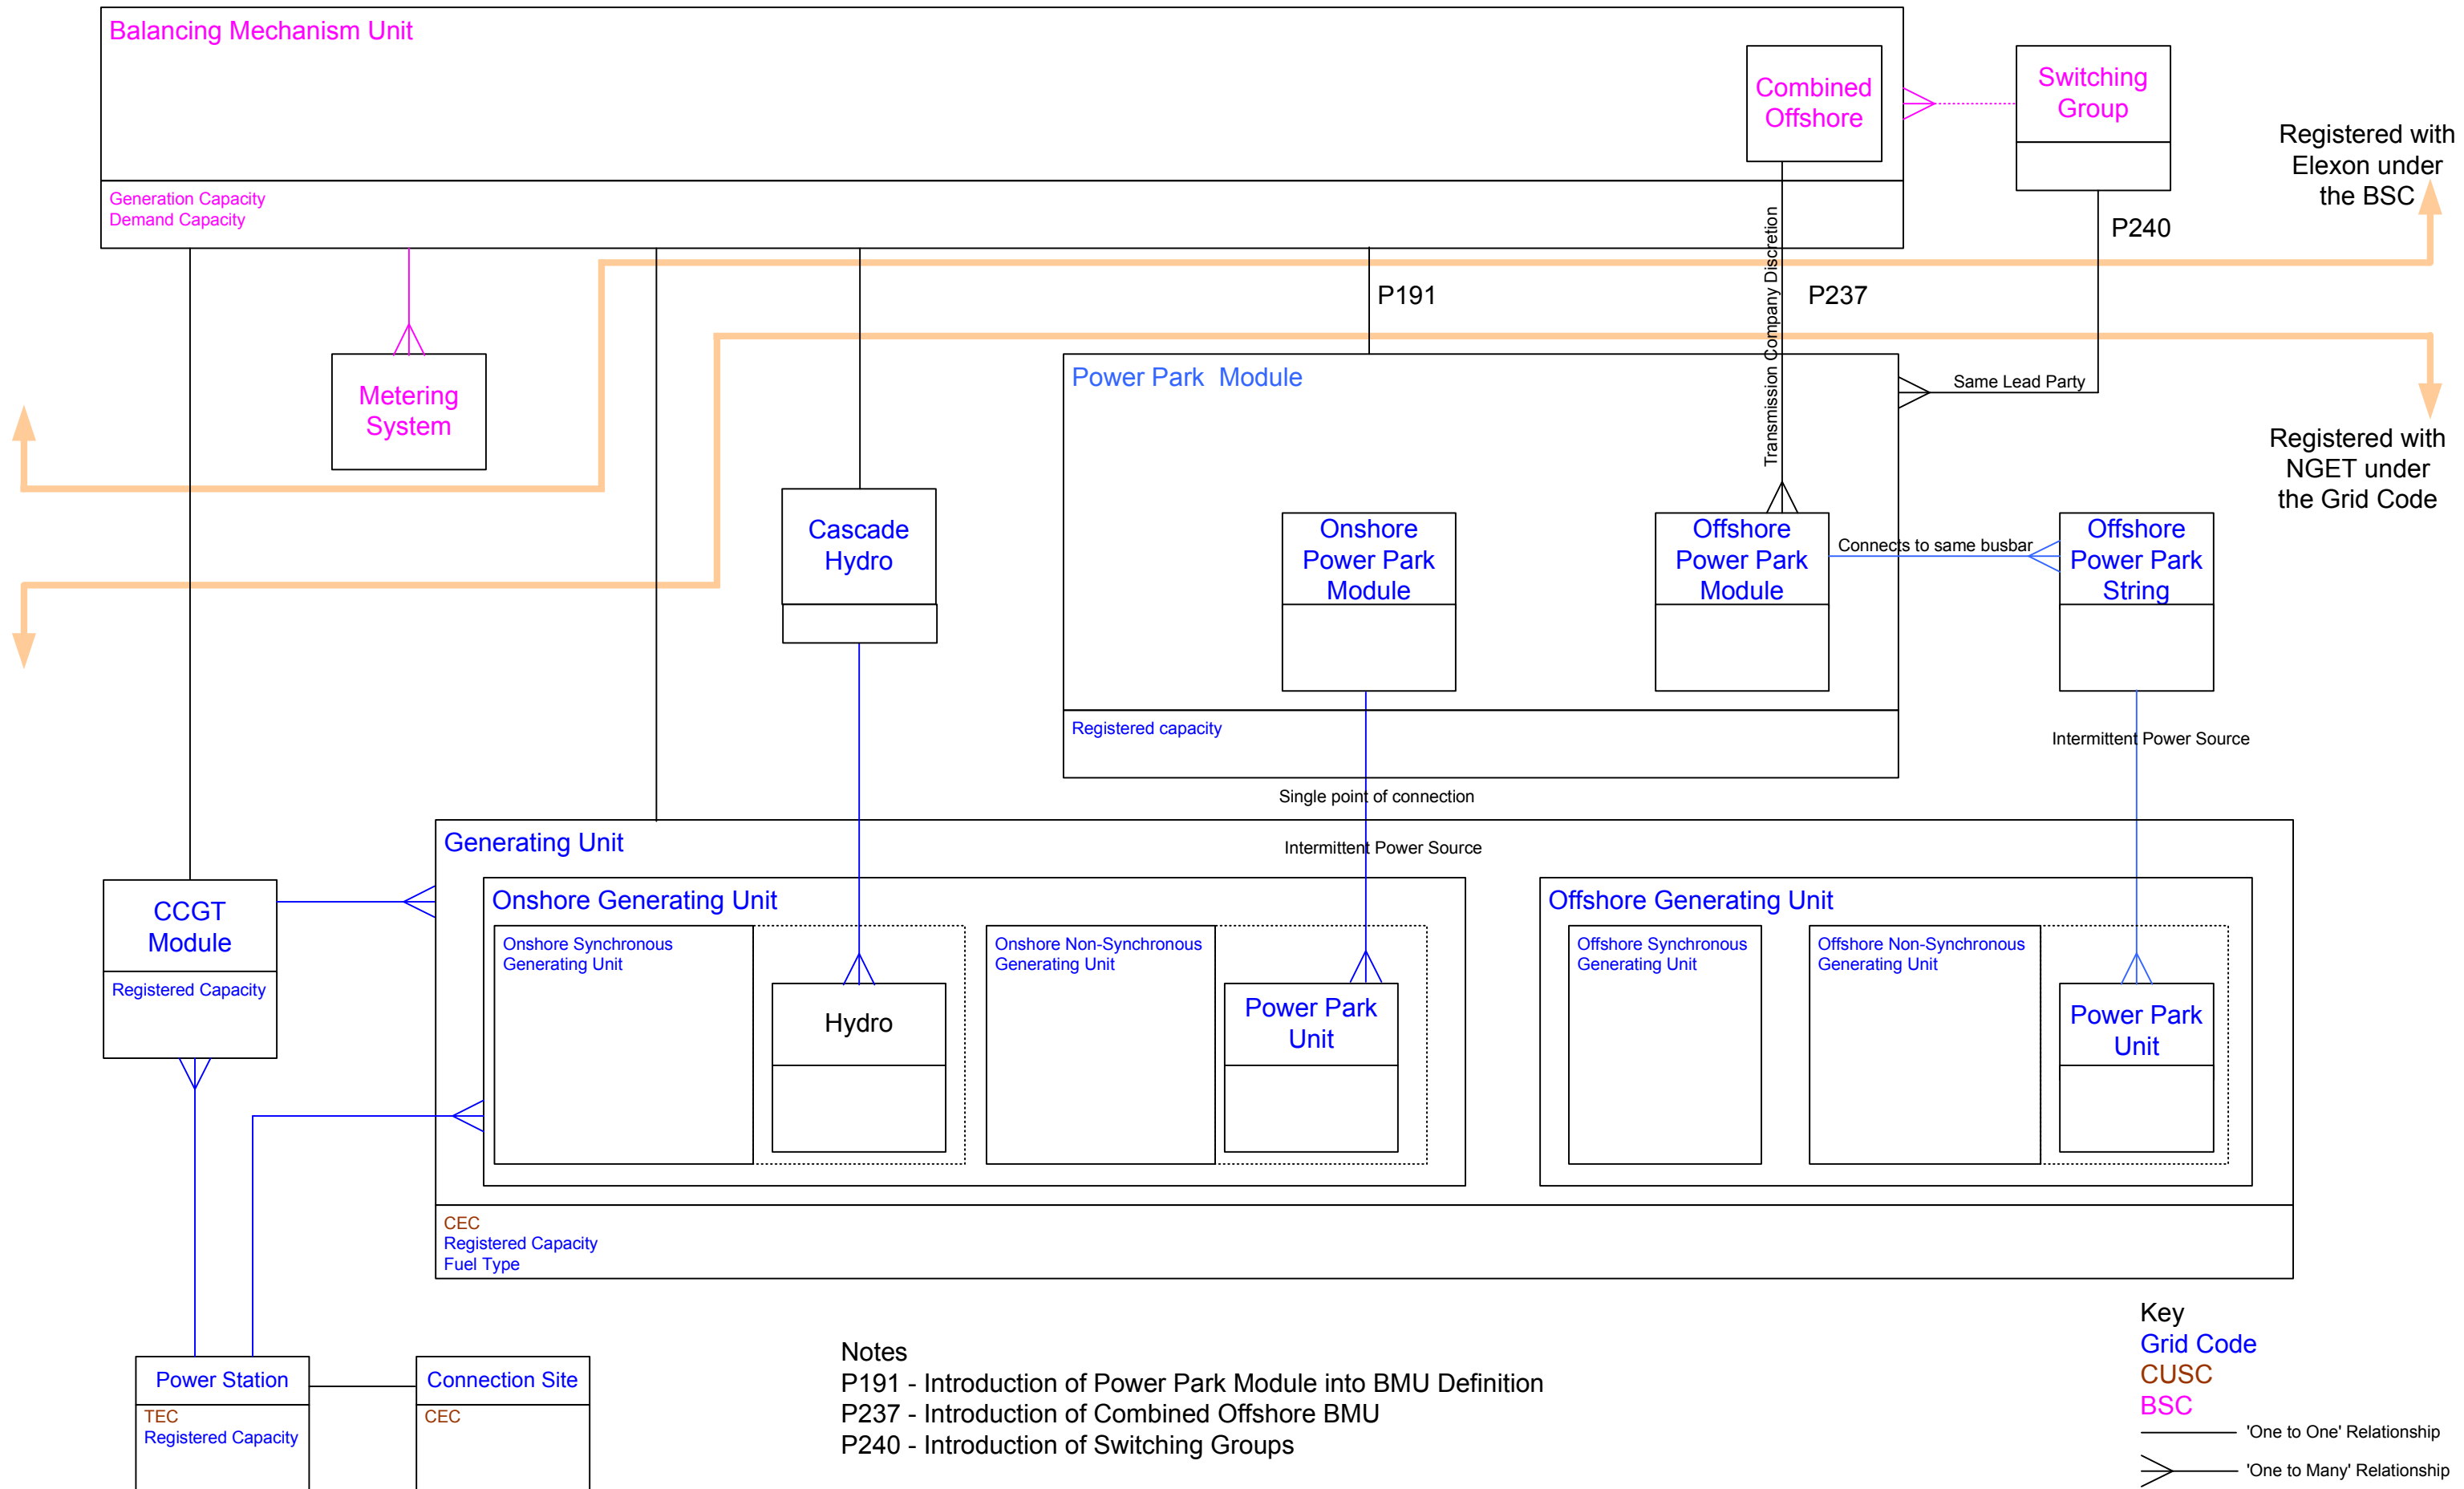 Balancing Mechanism Unit
Combined
Offshore
Switching
Group
Registered with
Elexon under
the BSC
Generation Capacity
Demand Capacity
P240
Transmission Company Discretion
P191
P237
Metering
System
Power Park  Module
Same Lead Party
Registered with
NGET under
the Grid Code
Cascade
Hydro
Onshore
Power Park
Module
Offshore
Power Park
Module
Connects to same busbar
Offshore
Power Park
String
Registered capacity
Intermittent Power Source
Single point of connection
Generating Unit
Intermittent Power Source
CCGT
Module
Registered Capacity
Onshore Generating Unit
Offshore Generating Unit
Onshore Synchronous
Generating Unit
Onshore Non-Synchronous
Generating Unit
Offshore Synchronous
Generating Unit
Offshore Non-Synchronous
Generating Unit
Hydro
Power Park
Unit
Power Park
Unit
CEC
Registered Capacity
Fuel Type
Power Station
TEC
Registered Capacity
Connection Site
CEC
Notes
P191 - Introduction of Power Park Module into BMU Definition
P237 - Introduction of Combined Offshore BMU
P240 - Introduction of Switching Groups
Key
Grid Code
CUSC
BSC
'One to One' Relationship
'One to Many' Relationship